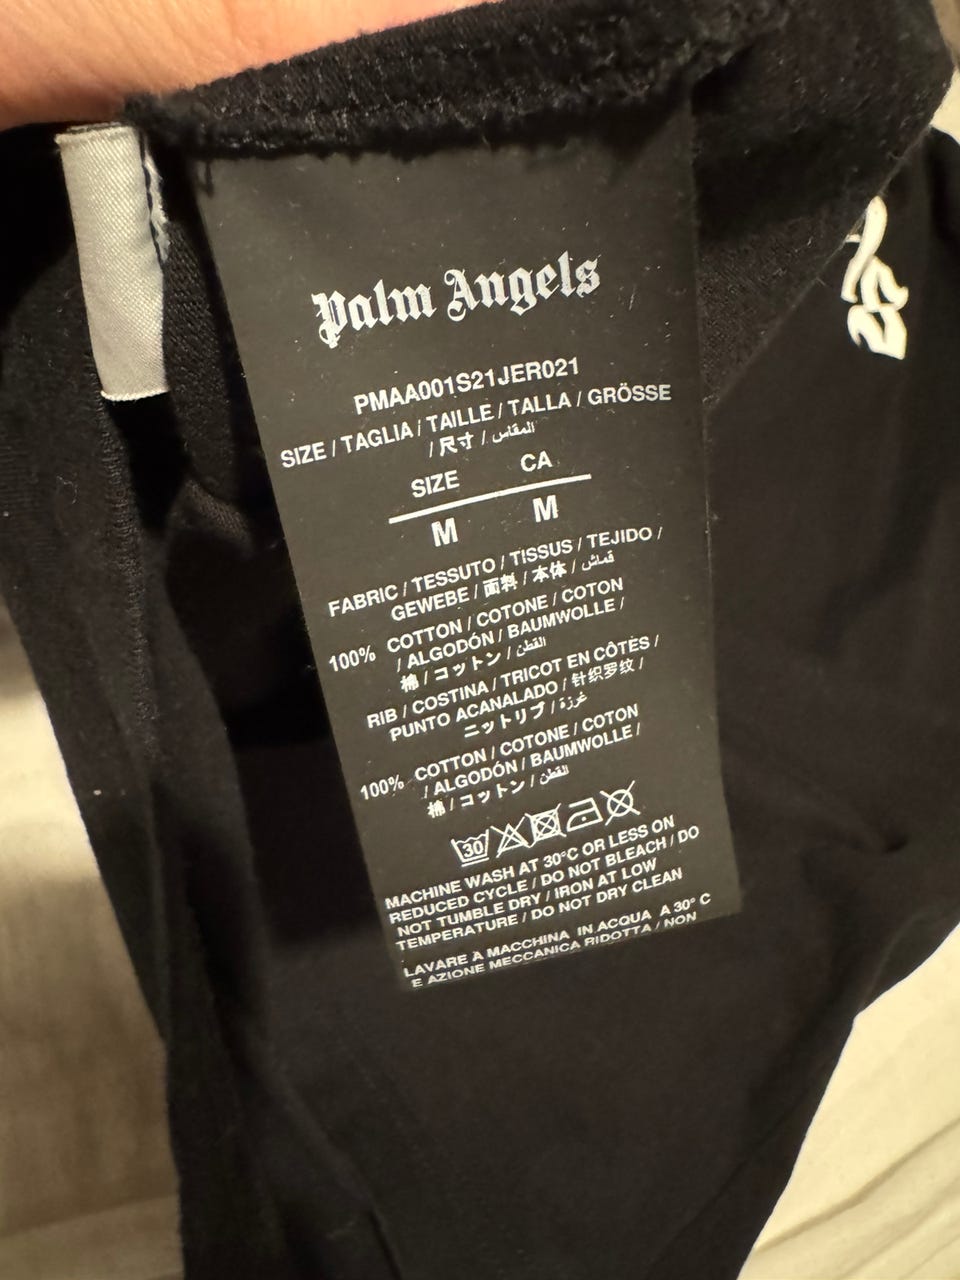 Palm Angels
PMAA001S21JER021
SIZE / TAGLIA / TAILLE / TALLA / GRÖSSE
/ 尺寸 / المقاس
SIZE CA
M M
FABRIC / TESSUTO / TISSUS / TEJIDO /
GEWEBE / 面料 / 本体 / قماش
100% COTTON / COTONE / COTON
/ ALGODÓN / BAUMWOLLE /
棉 / コットン / القطن
RIB / COSTINA / TRICOT EN CÔTES /
PUNTO ACANALADO / 针织罗纹 /
ニットリブ / غرزة
100% COTTON / COTONE / COTON
/ ALGODÓN / BAUMWOLLE /
棉 / コットン / القطن
30
MACHINE WASH AT 30°C OR LESS ON
REDUCED CYCLE / DO NOT BLEACH / DO
NOT TUMBLE DRY / IRON AT LOW
TEMPERATURE / DO NOT DRY CLEAN
LAVARE A MACCHINA IN ACQUA A 30° C
E AZIONE MECCANICA RIDOTTA / NON